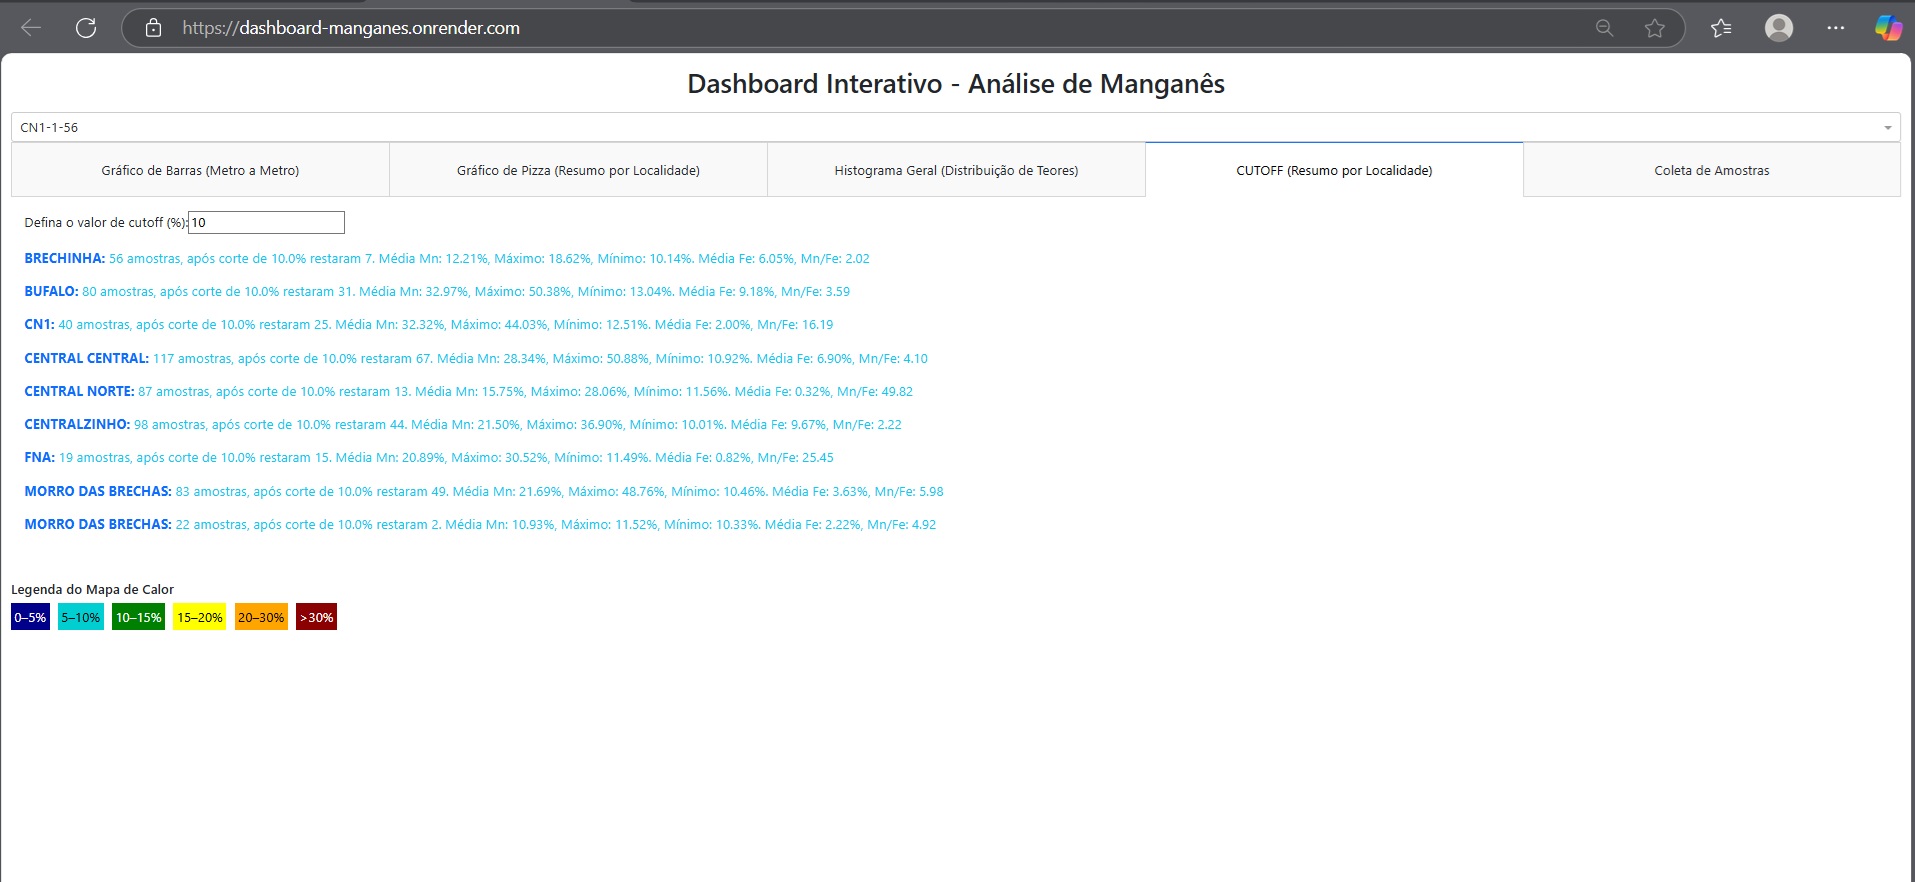 https://dashboard-manganes.onrender.com
Dashboard Interativo - Análise de Manganês
CN1-1-56
Gráfico de Barras (Metro a Metro)
Gráfico de Pizza (Resumo por Localidade)
Histograma Geral (Distribuição de Teores)
CUTOFF (Resumo por Localidade)
Coleta de Amostras
Defina o valor de cutoff (%): 10
BRECHINHA: 56 amostras, após corte de 10.0% restaram 7. Média Mn: 12.21%, Máximo: 18.62%, Mínimo: 10.14%. Média Fe: 6.05%, Mn/Fe: 2.02
BUFALO: 80 amostras, após corte de 10.0% restaram 31. Média Mn: 32.97%, Máximo: 50.38%, Mínimo: 13.04%. Média Fe: 9.18%, Mn/Fe: 3.59
CN1: 40 amostras, após corte de 10.0% restaram 25. Média Mn: 32.32%, Máximo: 44.03%, Mínimo: 12.51%. Média Fe: 2.00%, Mn/Fe: 16.19
CENTRAL CENTRAL: 117 amostras, após corte de 10.0% restaram 67. Média Mn: 28.34%, Máximo: 50.88%, Mínimo: 10.92%. Média Fe: 6.90%, Mn/Fe: 4.10
CENTRAL NORTE: 87 amostras, após corte de 10.0% restaram 13. Média Mn: 15.75%, Máximo: 28.06%, Mínimo: 11.56%. Média Fe: 0.32%, Mn/Fe: 49.82
CENTRALZINHO: 98 amostras, após corte de 10.0% restaram 44. Média Mn: 21.50%, Máximo: 36.90%, Mínimo: 10.01%. Média Fe: 9.67%, Mn/Fe: 2.22
FNA: 19 amostras, após corte de 10.0% restaram 15. Média Mn: 20.89%, Máximo: 30.52%, Mínimo: 11.49%. Média Fe: 0.82%, Mn/Fe: 25.45
MORRO DAS BRECHAS: 83 amostras, após corte de 10.0% restaram 49. Média Mn: 21.69%, Máximo: 48.76%, Mínimo: 10.46%. Média Fe: 3.63%, Mn/Fe: 5.98
MORRO DAS BRECHAS: 22 amostras, após corte de 10.0% restaram 2. Média Mn: 10.93%, Máximo: 11.52%, Mínimo: 10.33%. Média Fe: 2.22%, Mn/Fe: 4.92
Legenda do Mapa de Calor
0–5% 5–10% 10–15% 15–20% 20–30% >30%